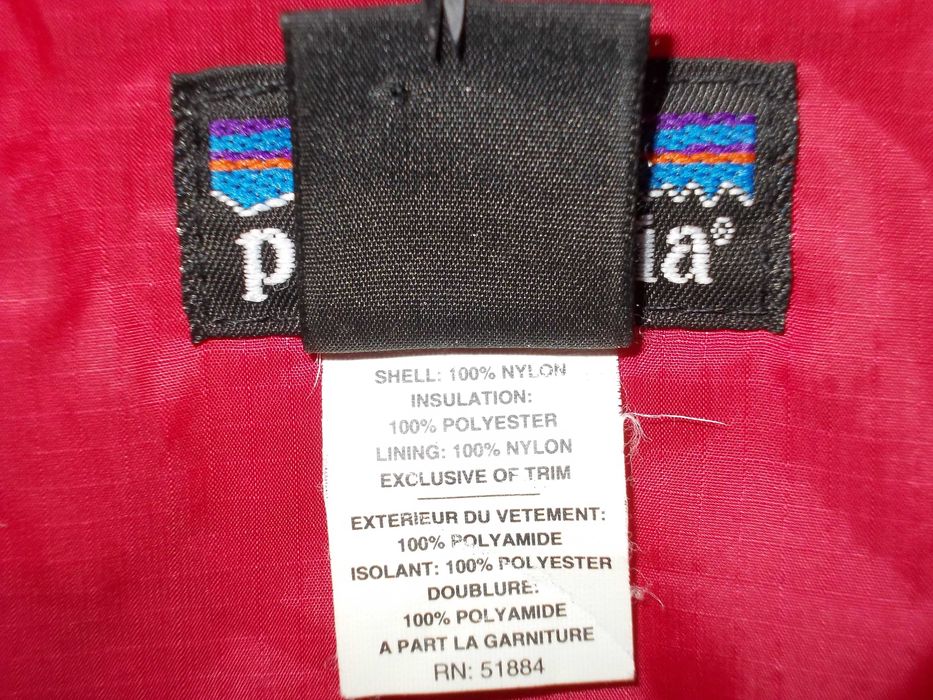 p ia®
SHELL: 100% NYLON
INSULATION:
100% POLYESTER
LINING: 100% NYLON
EXCLUSIVE OF TRIM
EXTERIEUR DU VETEMENT:
100% POLYAMIDE
ISOLANT: 100% POLYESTER
DOUBLURE:
100% POLYAMIDE
A PART LA GARNITURE
RN: 51884